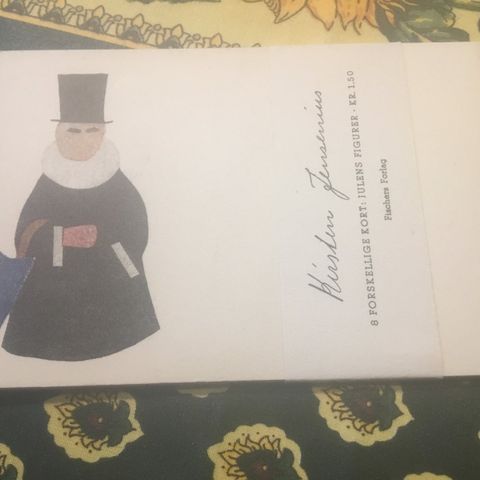 Kirsten Jensenius
8 FORSKELLIGE KORT: JULENS FIGURER · KR. 1.50
Fischers Forlag